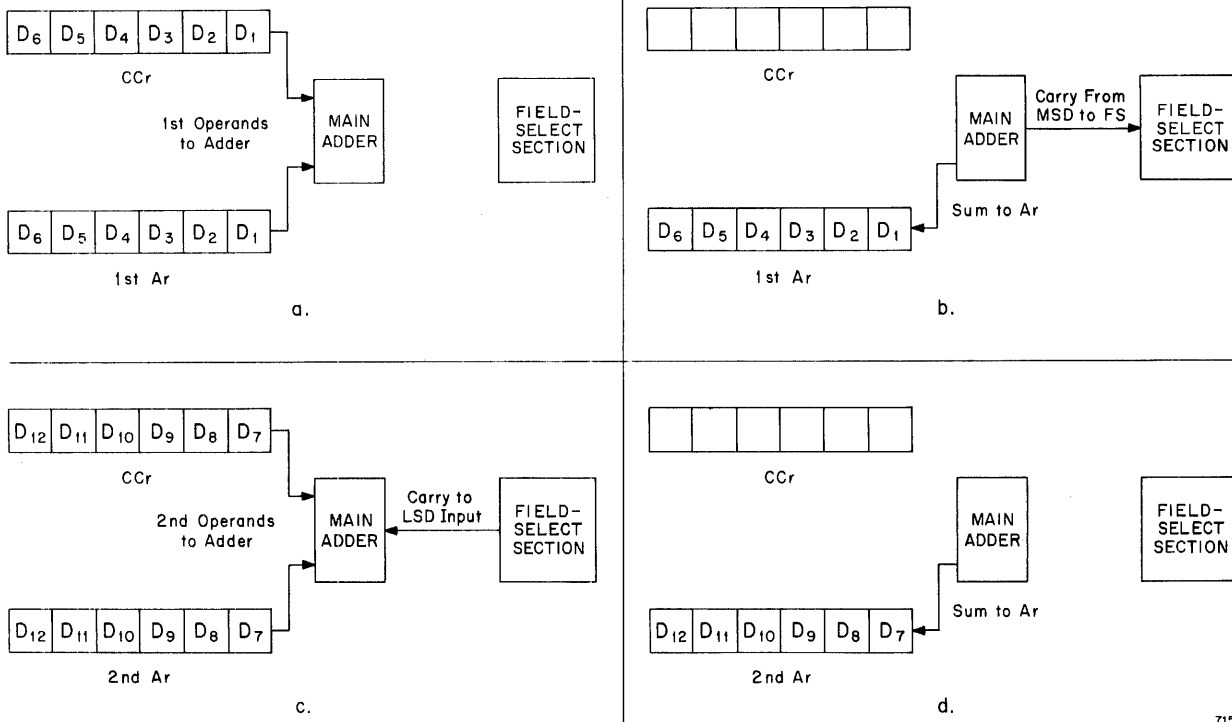 D6 D5 D4 D3 D2 D1
CCr
1st Operands
to Adder
MAIN
ADDER
FIELD-
SELECT
SECTION
D6 D5 D4 D3 D2 D1
1st Ar
a.
CCr
MAIN
ADDER
Carry From
MSD to FS
FIELD-
SELECT
SECTION
Sum to Ar
D6 D5 D4 D3 D2 D1
1st Ar
b.
D12 D11 D10 D9 D8 D7
CCr
2nd Operands
to Adder
MAIN
ADDER
Carry to
LSD Input
FIELD-
SELECT
SECTION
D12 D11 D10 D9 D8 D7
2nd Ar
c.
CCr
MAIN
ADDER
FIELD-
SELECT
SECTION
Sum to Ar
D12 D11 D10 D9 D8 D7
2nd Ar
d.